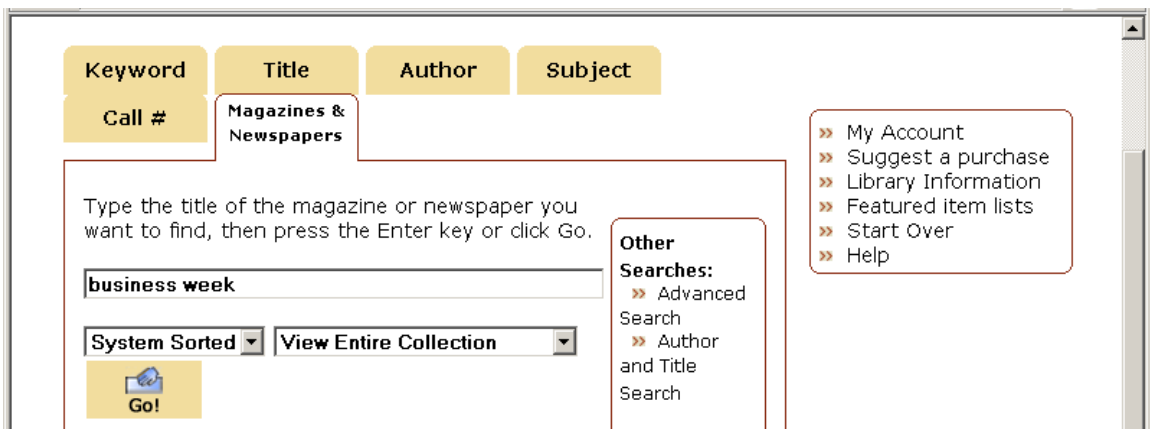 Keyword
Title
Author
Subject
Call #
Magazines &
Newspapers
Type the title of the magazine or newspaper you
want to find, then press the Enter key or click Go.
business week
System Sorted
View Entire Collection
Go!
Other
Searches:
»» Advanced
Search
»» Author
and Title
Search
»» My Account
»» Suggest a purchase
»» Library Information
»» Featured item lists
»» Start Over
»» Help